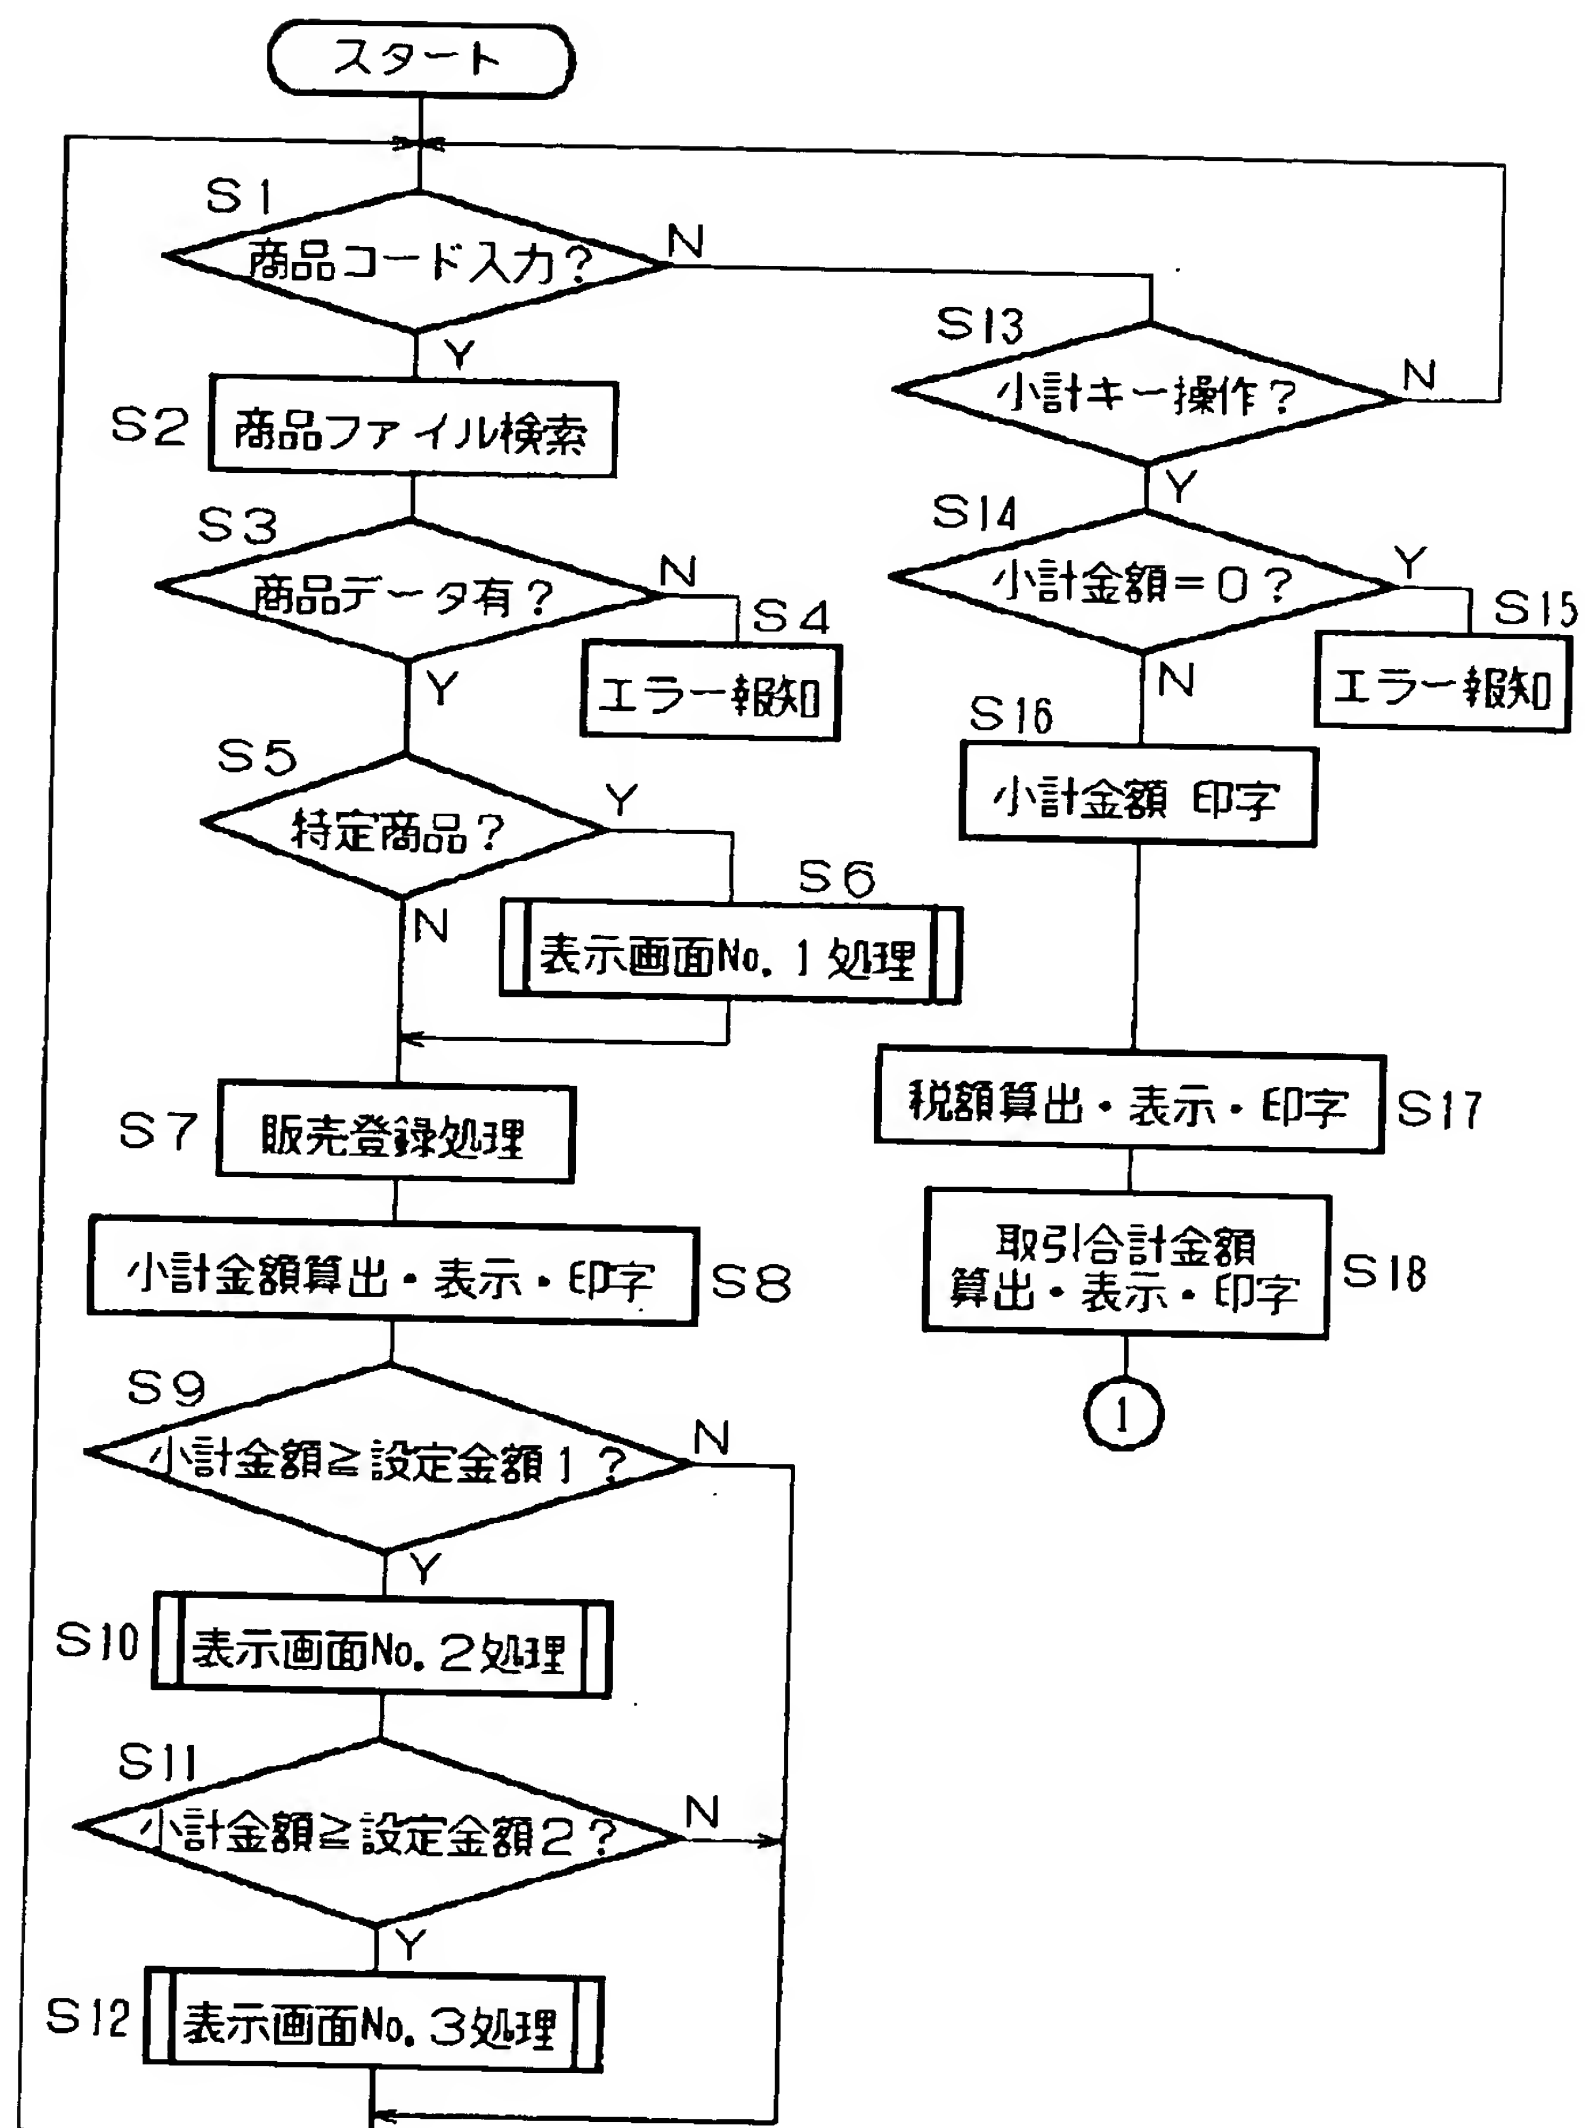 スタート
S1
商品コード入力?
N
Y
S2
商品ファイル検索
S3
商品データ有?
N
Y
S4
エラー報知
S5
特定商品?
Y
N
S6
表示画面No.1処理
S7
販売登録処理
小計金額算出・表示・印字
S8
S9
小計金額≧設定金額1?
N
Y
S10
表示画面No.2処理
S11
小計金額≧設定金額2?
N
Y
S12
表示画面No.3処理
S13
小計キー操作?
N
Y
S14
小計金額=0?
Y
N
S15
エラー報知
S16
小計金額 印字
税額算出・表示・印字
S17
取引合計金額
算出・表示・印字
S18
1